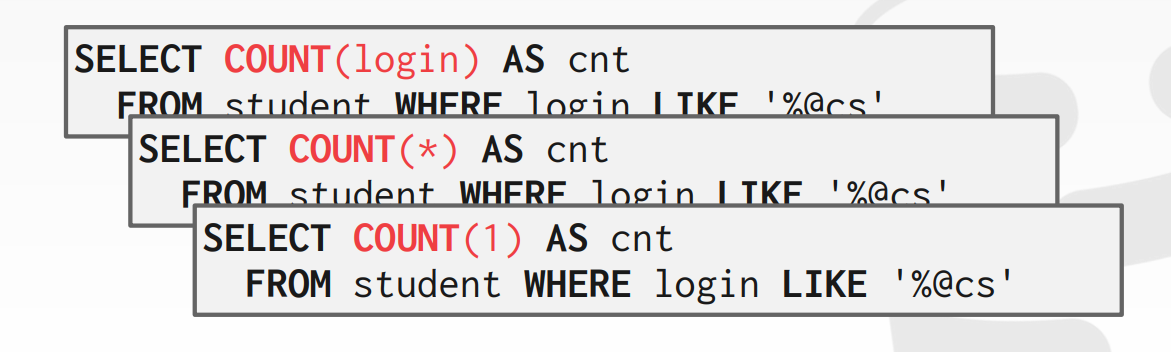 SELECT COUNT(login) AS cnt
FROM student WHERE login LIKE '%@cs'
SELECT COUNT(*) AS cnt
FROM student WHERE login LIKE '%@cs'
SELECT COUNT(1) AS cnt
FROM student WHERE login LIKE '%@cs'